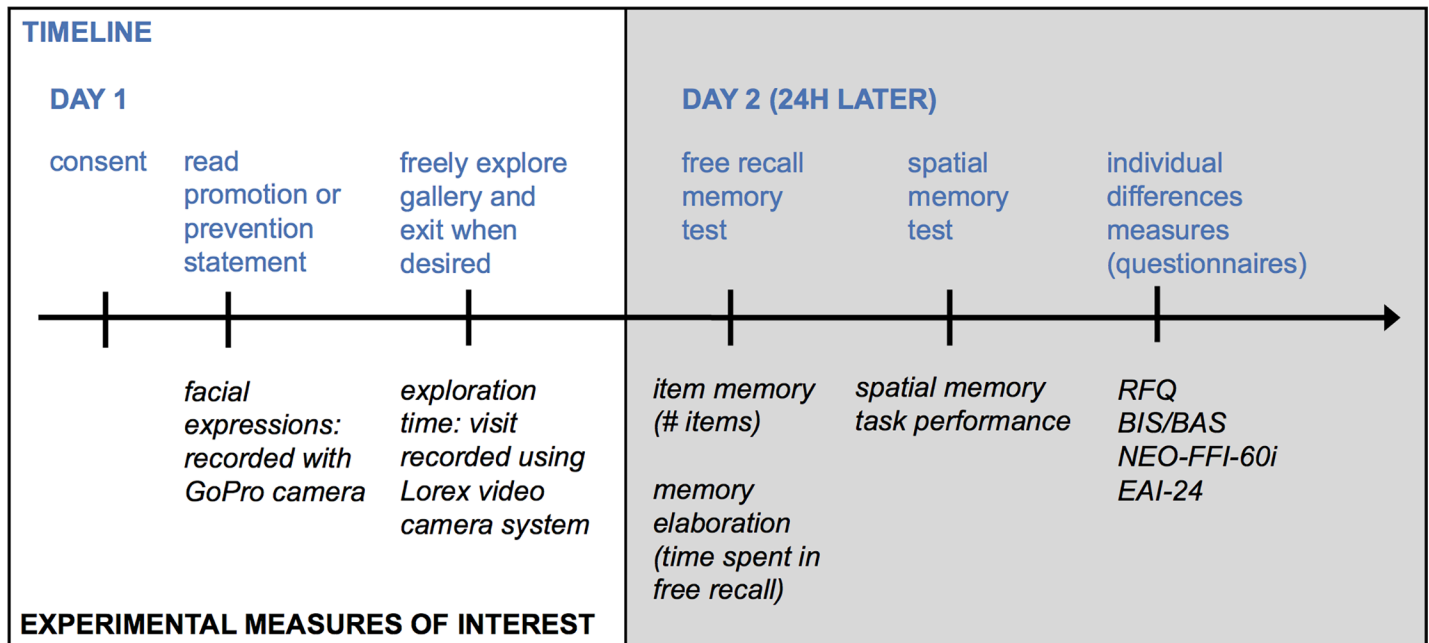 TIMELINE
DAY 1
consent
read
promotion or
prevention
statement
freely explore
gallery and
exit when
desired
DAY 2 (24H LATER)
free recall
memory
test
spatial
memory
test
individual
differences
measures
(questionnaires)
facial
expressions:
recorded with
GoPro camera
exploration
time: visit
recorded using
Lorex video
camera system
item memory
(# items)
memory
elaboration
(time spent in
free recall)
spatial memory
task performance
RFQ
BIS/BAS
NEO-FFI-60i
EAI-24
EXPERIMENTAL MEASURES OF INTEREST